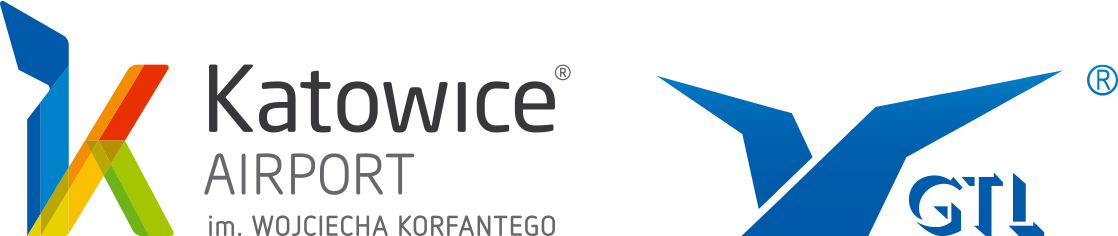 Katowice®
AIRPORT
im. WOJCIECHA KORFANTEGO
®
GTL